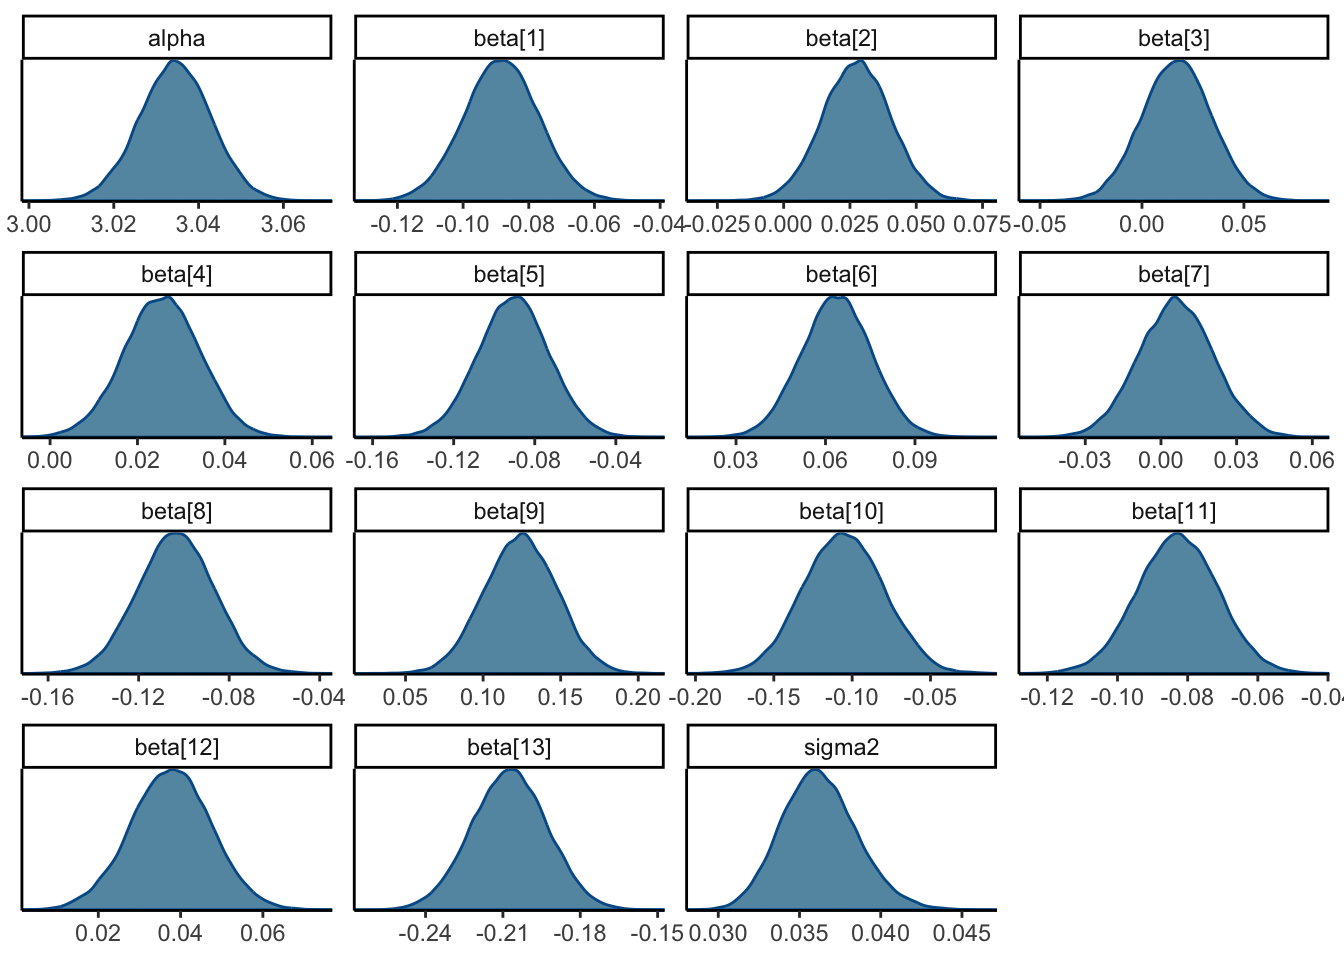 alpha beta[1] beta[2] beta[3]
3.00 3.02 3.04 3.06 -0.12 -0.10 -0.08 -0.06 -0.04 -0.025 0.000 0.025 0.050 0.075 -0.05 0.00 0.05
beta[4] beta[5] beta[6] beta[7]
0.00 0.02 0.04 0.06 -0.16 -0.12 -0.08 -0.04 0.03 0.06 0.09 -0.03 0.00 0.03 0.06
beta[8] beta[9] beta[10] beta[11]
-0.16 -0.12 -0.08 -0.04 0.05 0.10 0.15 0.20 -0.20 -0.15 -0.10 -0.05 -0.12 -0.10 -0.08 -0.06 -0.04
beta[12] beta[13] sigma2
0.02 0.04 0.06 -0.24 -0.21 -0.18 -0.15 0.030 0.035 0.040 0.045